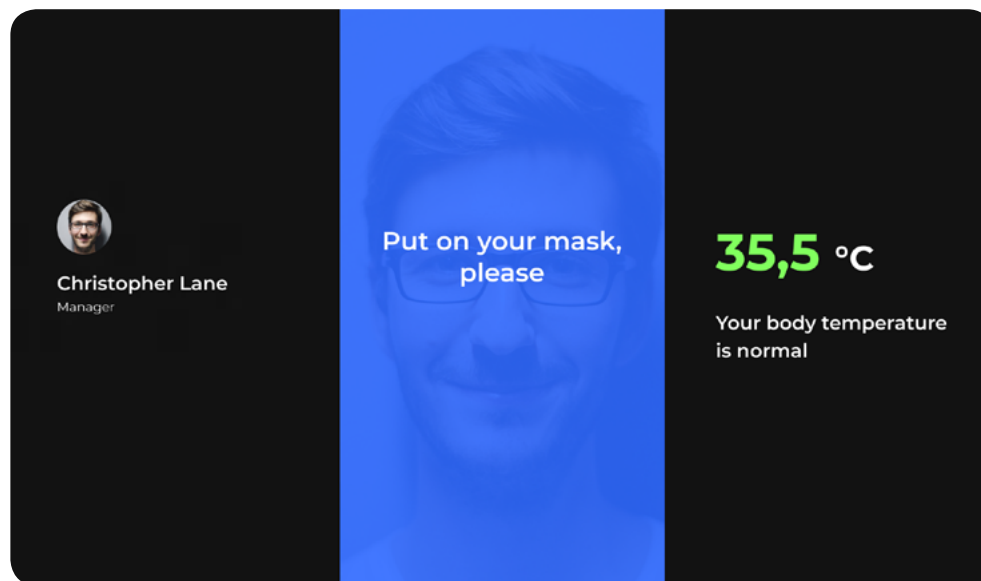 Christopher Lane
Manager
Put on your mask,
please
35,5 °C
Your body temperature
is normal